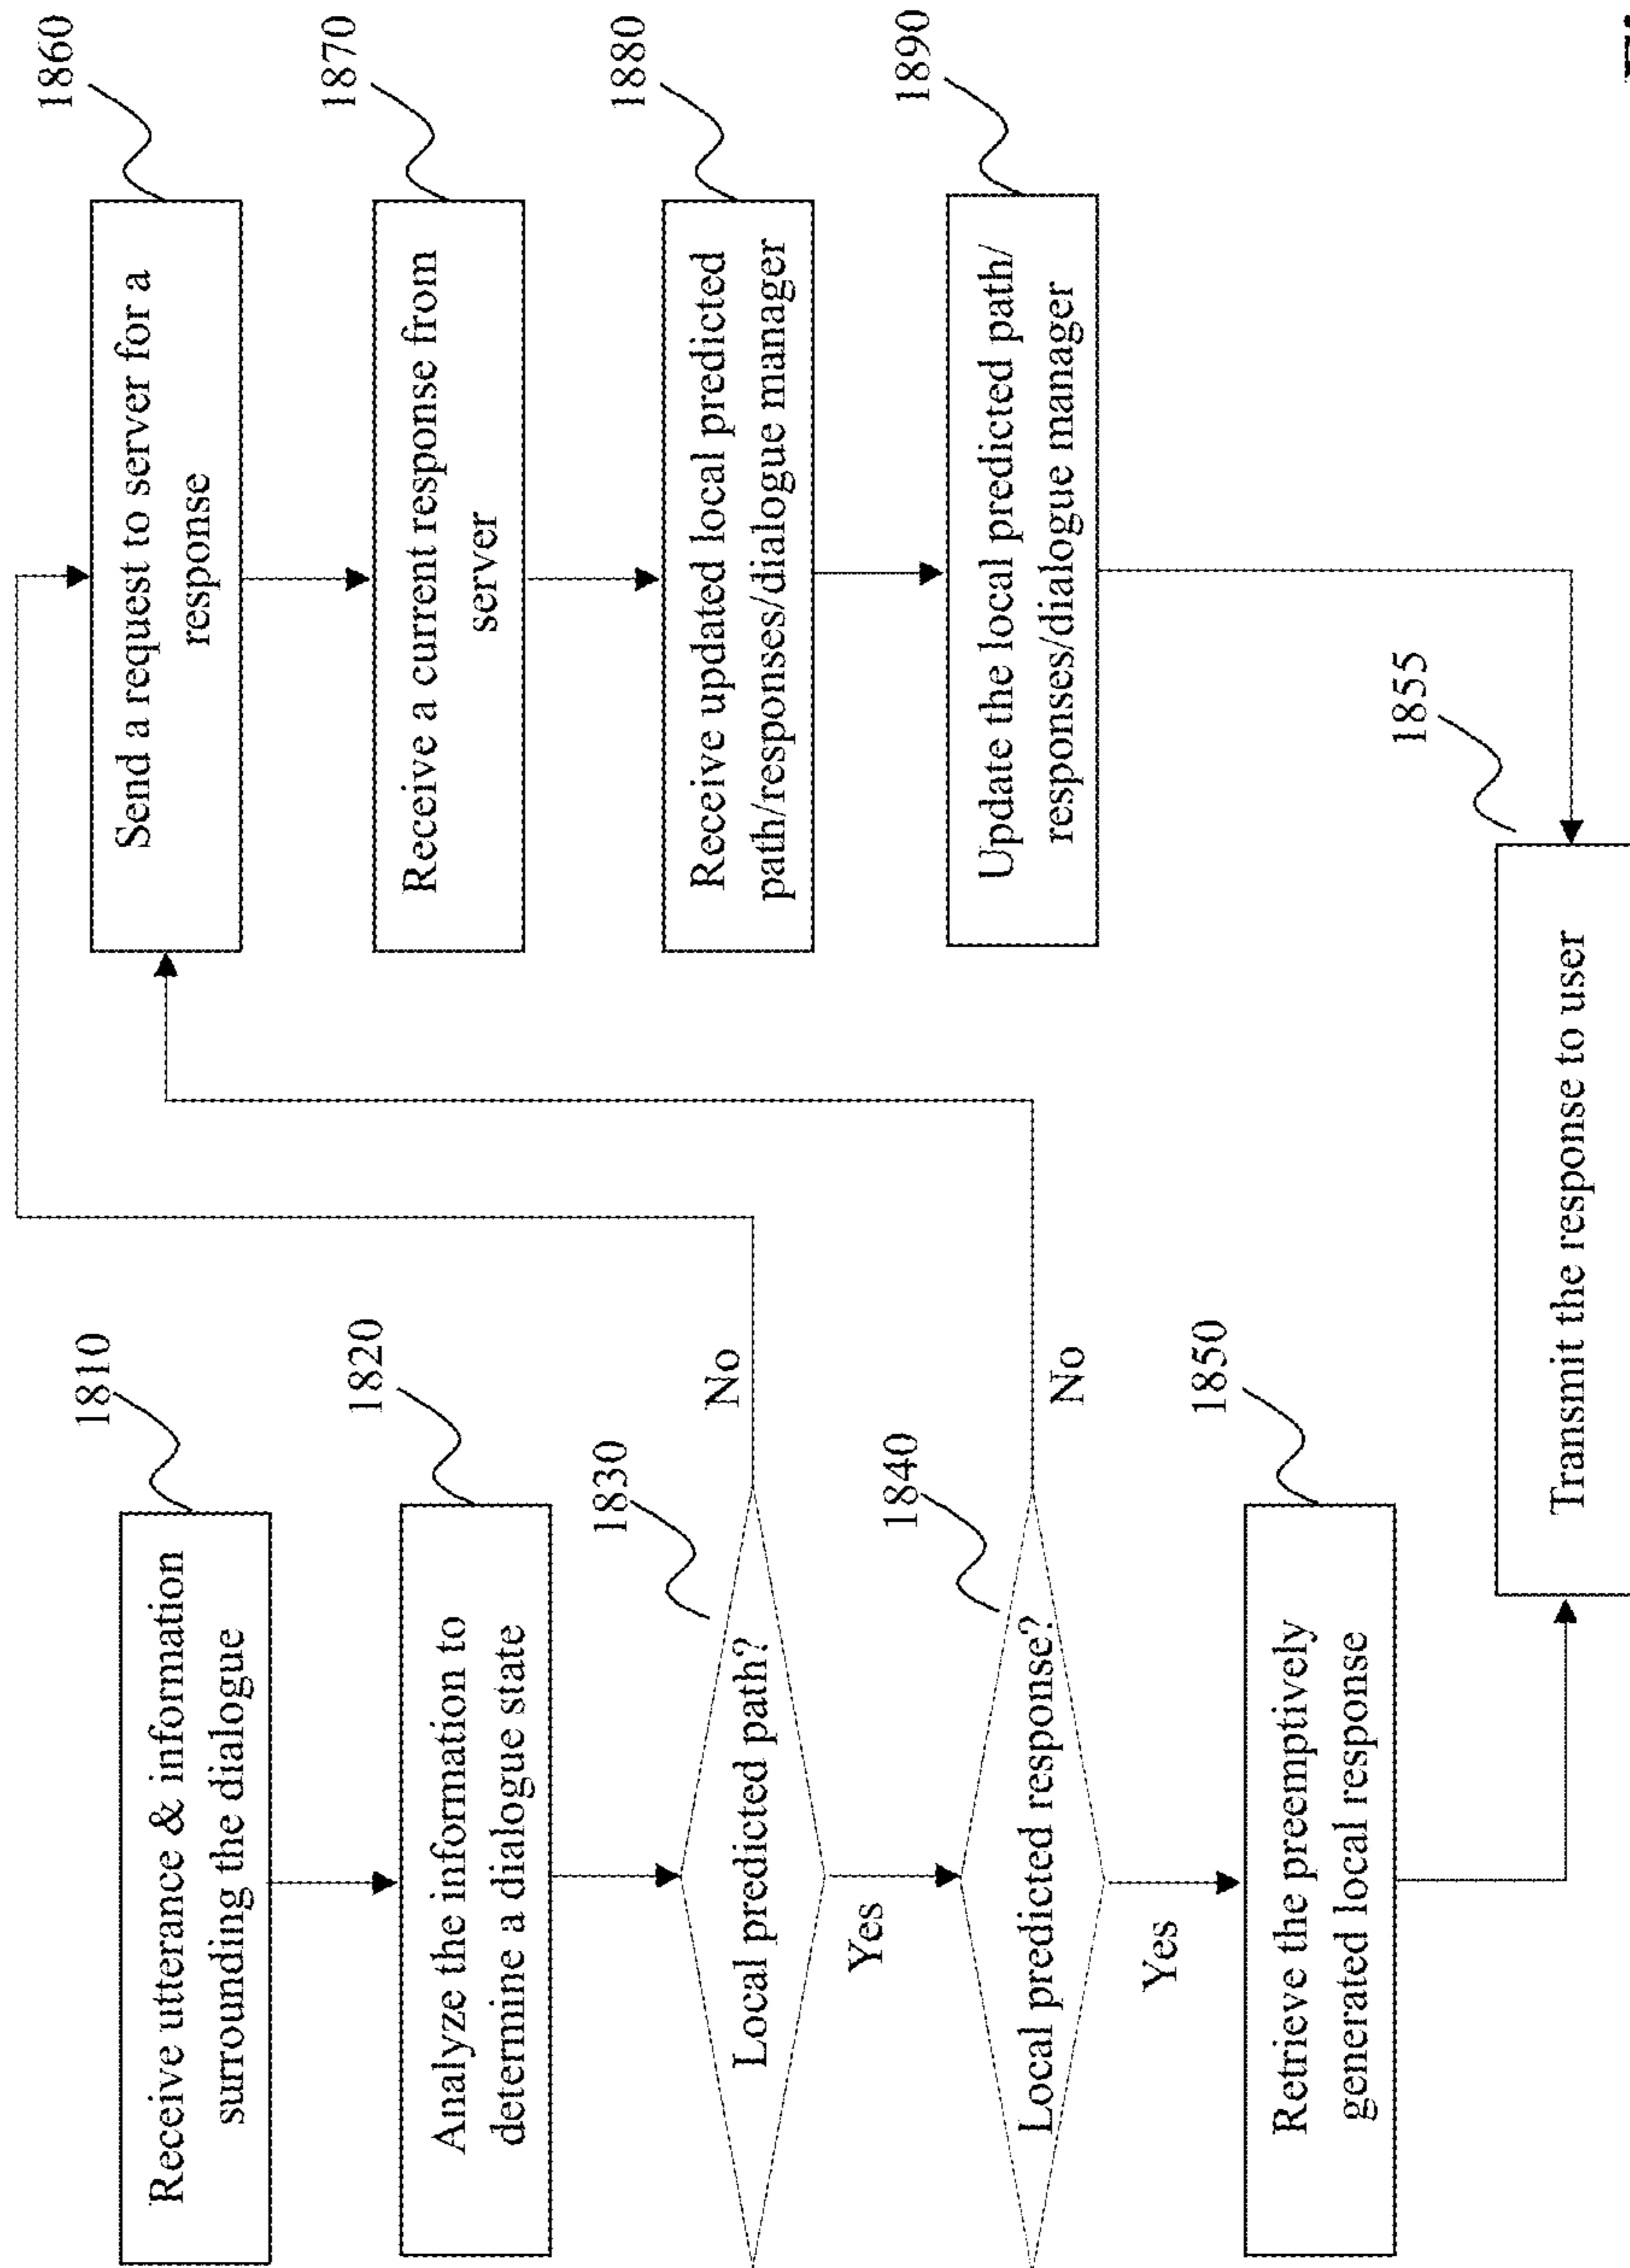 1810
Receive utterance & information
surrounding the dialogue
1820
Analyze the information to
determine a dialogue state
1830
Local predicted path?
No
Yes
1840
Local predicted response?
No
Yes
1850
Retrieve the preemptively
generated local response
1860
Send a request to server for a
response
1870
Receive a current response from
server
1880
Receive updated local predicted
path/responses/dialogue manager
1890
Update the local predicted path/
responses/dialogue manager
1855
Transmit the response to user